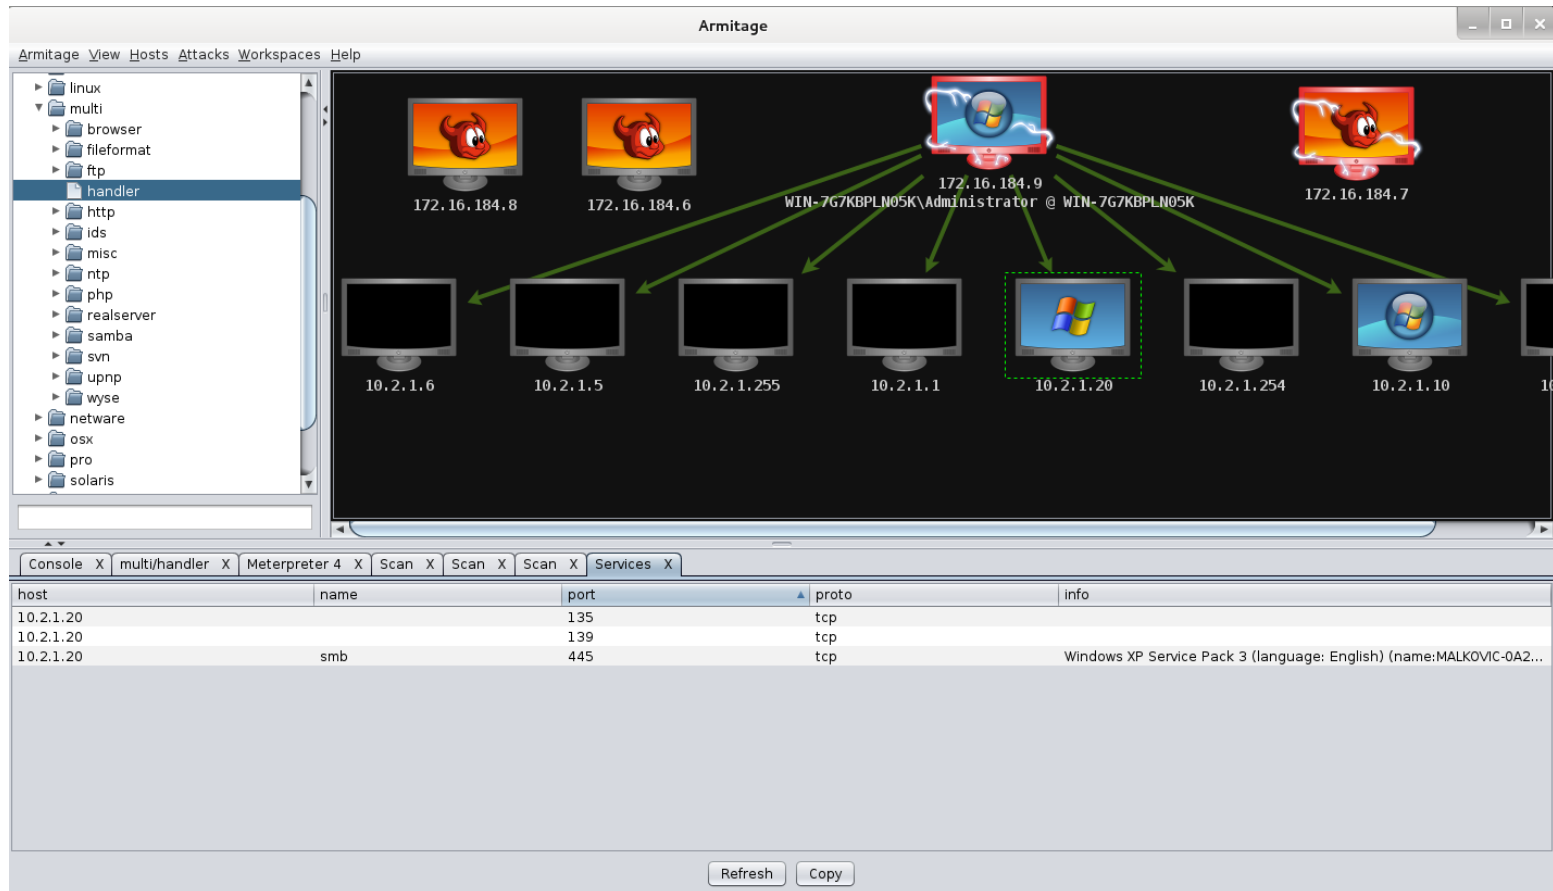 Armitage
Armitage View Hosts Attacks Workspaces Help
linux
multi
browser
fileformat
ftp
handler
http
ids
misc
ntp
php
realserver
samba
svn
upnp
wyse
netware
osx
pro
solaris
172.16.184.8
172.16.184.6
172.16.184.9
WIN-7G7KBPLNO5K\Administrator @ WIN-7G7KBPLNO5K
172.16.184.7
10.2.1.6
10.2.1.5
10.2.1.255
10.2.1.1
10.2.1.20
10.2.1.254
10.2.1.10
Console X multi/handler X Meterpreter 4 X Scan X Scan X Scan X Services X
host name port proto info
10.2.1.20 135 tcp
10.2.1.20 139 tcp
10.2.1.20 smb 445 tcp Windows XP Service Pack 3 (language: English) (name:MALKOVIC-0A2...
Refresh Copy